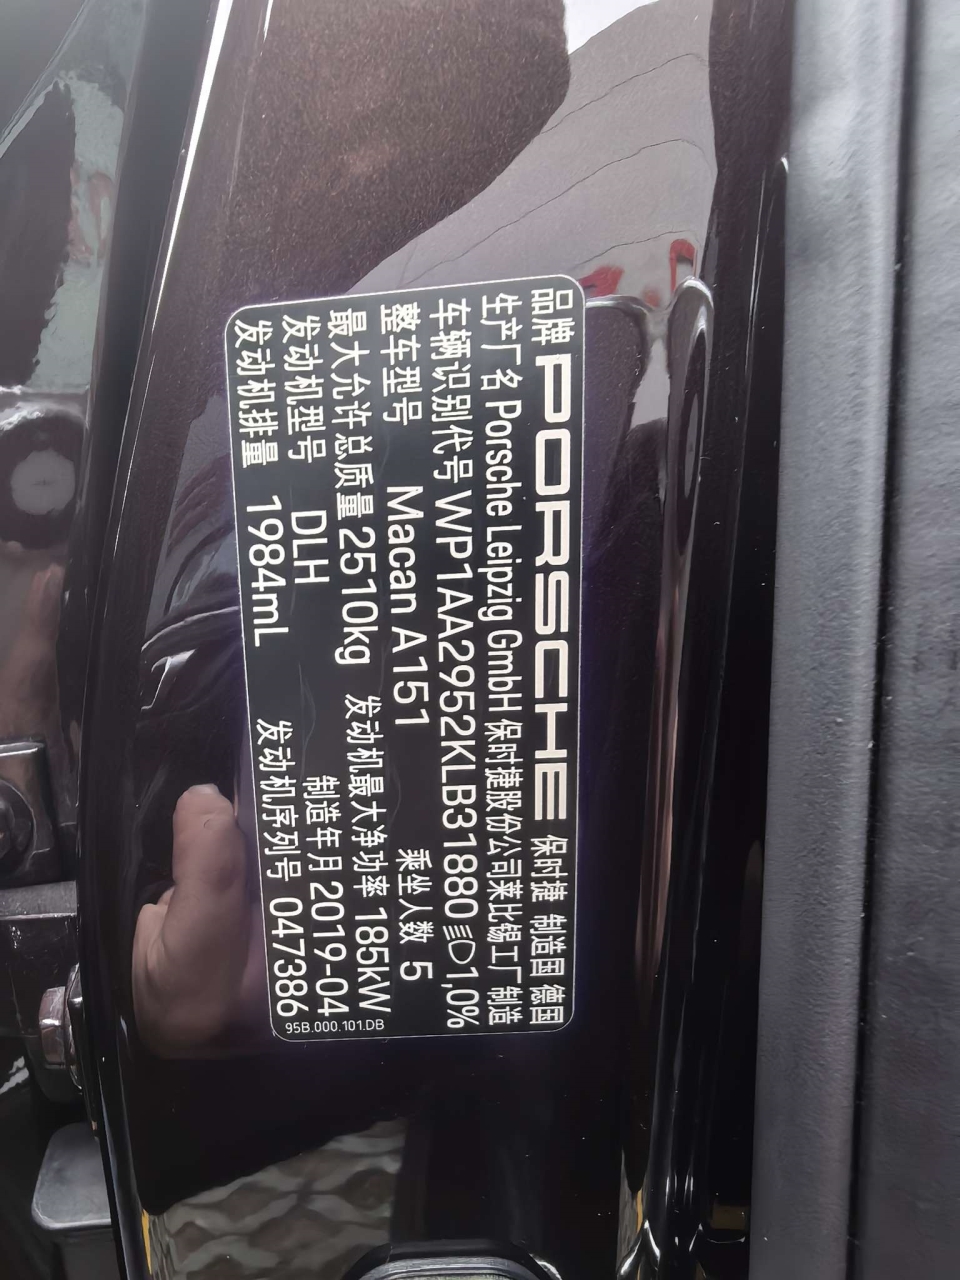 品牌 PORSCHE 保时捷 制造国 德国
生产厂名 Porsche Leipzig GmbH 保时捷股份公司莱比锡工厂制造
车辆识别代号 WP1AA2952KLB31880 1,0%
整车型号 Macan A151 乘坐人数 5
最大允许总质量 2510kg 发动机最大净功率 185kW
发动机型号 DLH 制造年月 2019-04
发动机排量 1984mL 发动机序列号 047386
95B.000.101.DB